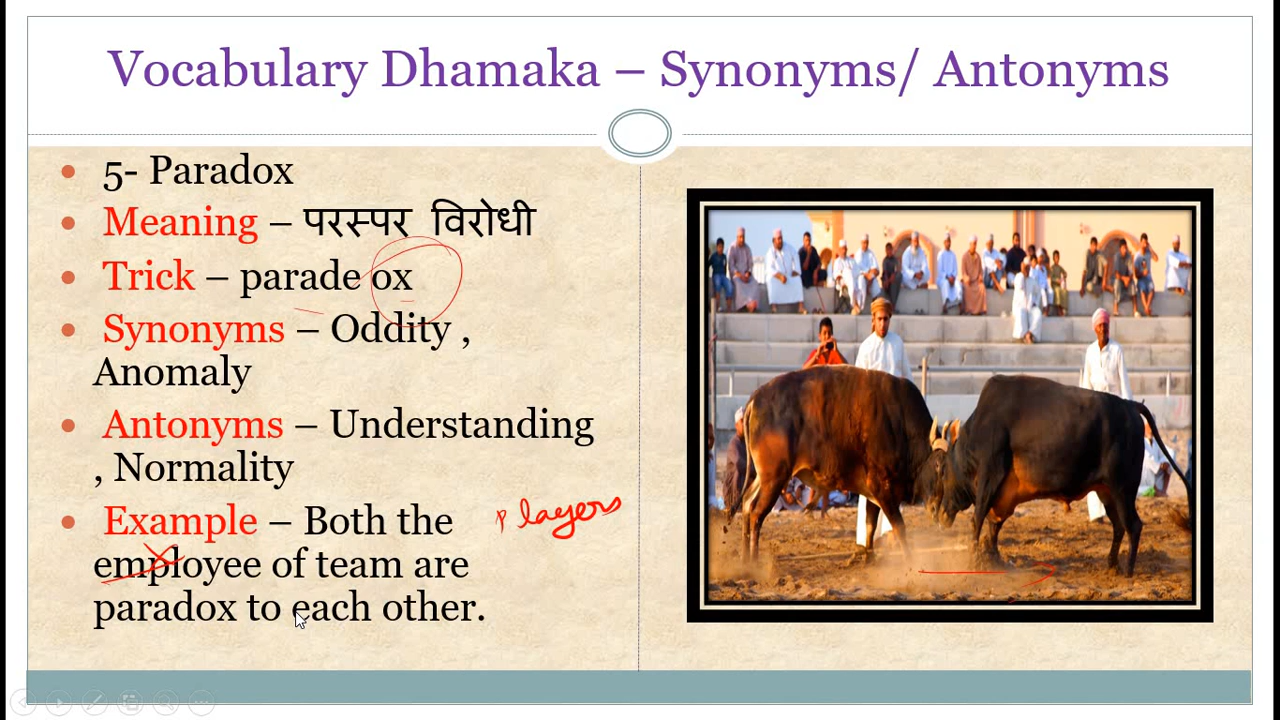 Vocabulary Dhamaka – Synonyms/ Antonyms
5- Paradox
Meaning – परस्पर विरोधी
Trick – parade ox
Synonyms – Oddity ,
Anomaly
Antonyms – Understanding
, Normality
Example – Both the
players
employee of team are
paradox to each other.